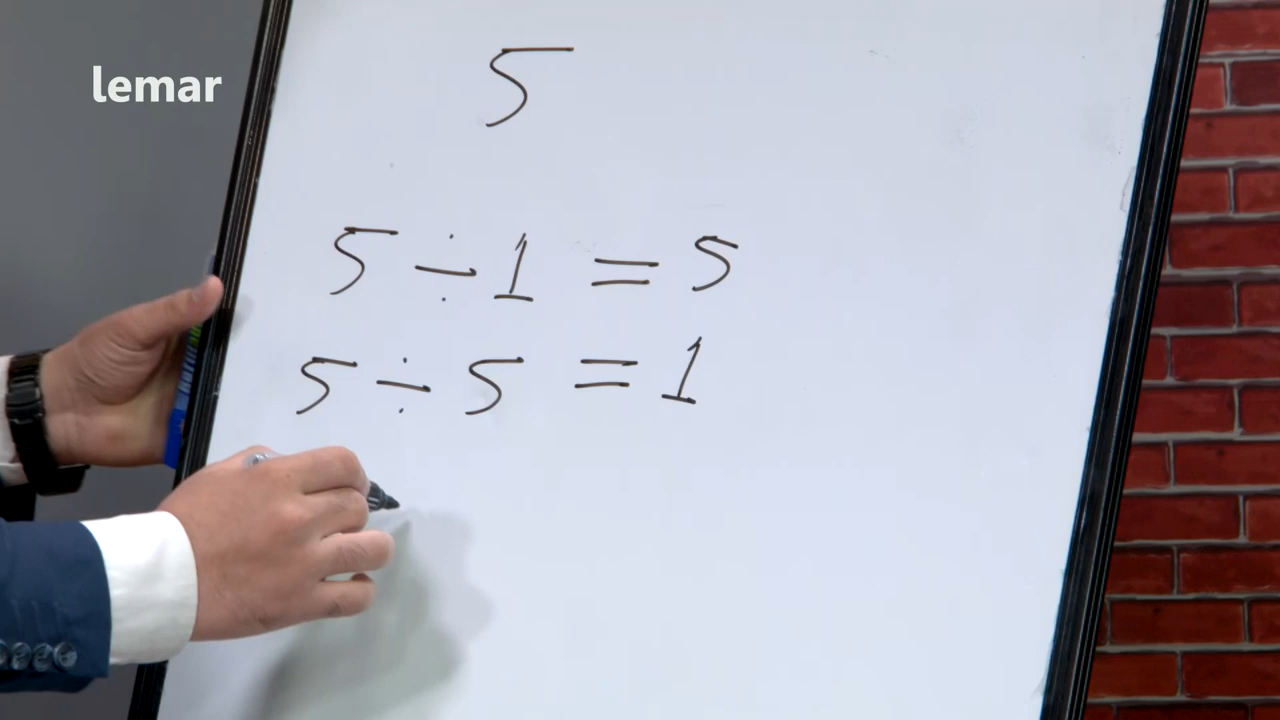 lemar
5
5 ÷ 1 = 5
5 ÷ 5 = 1